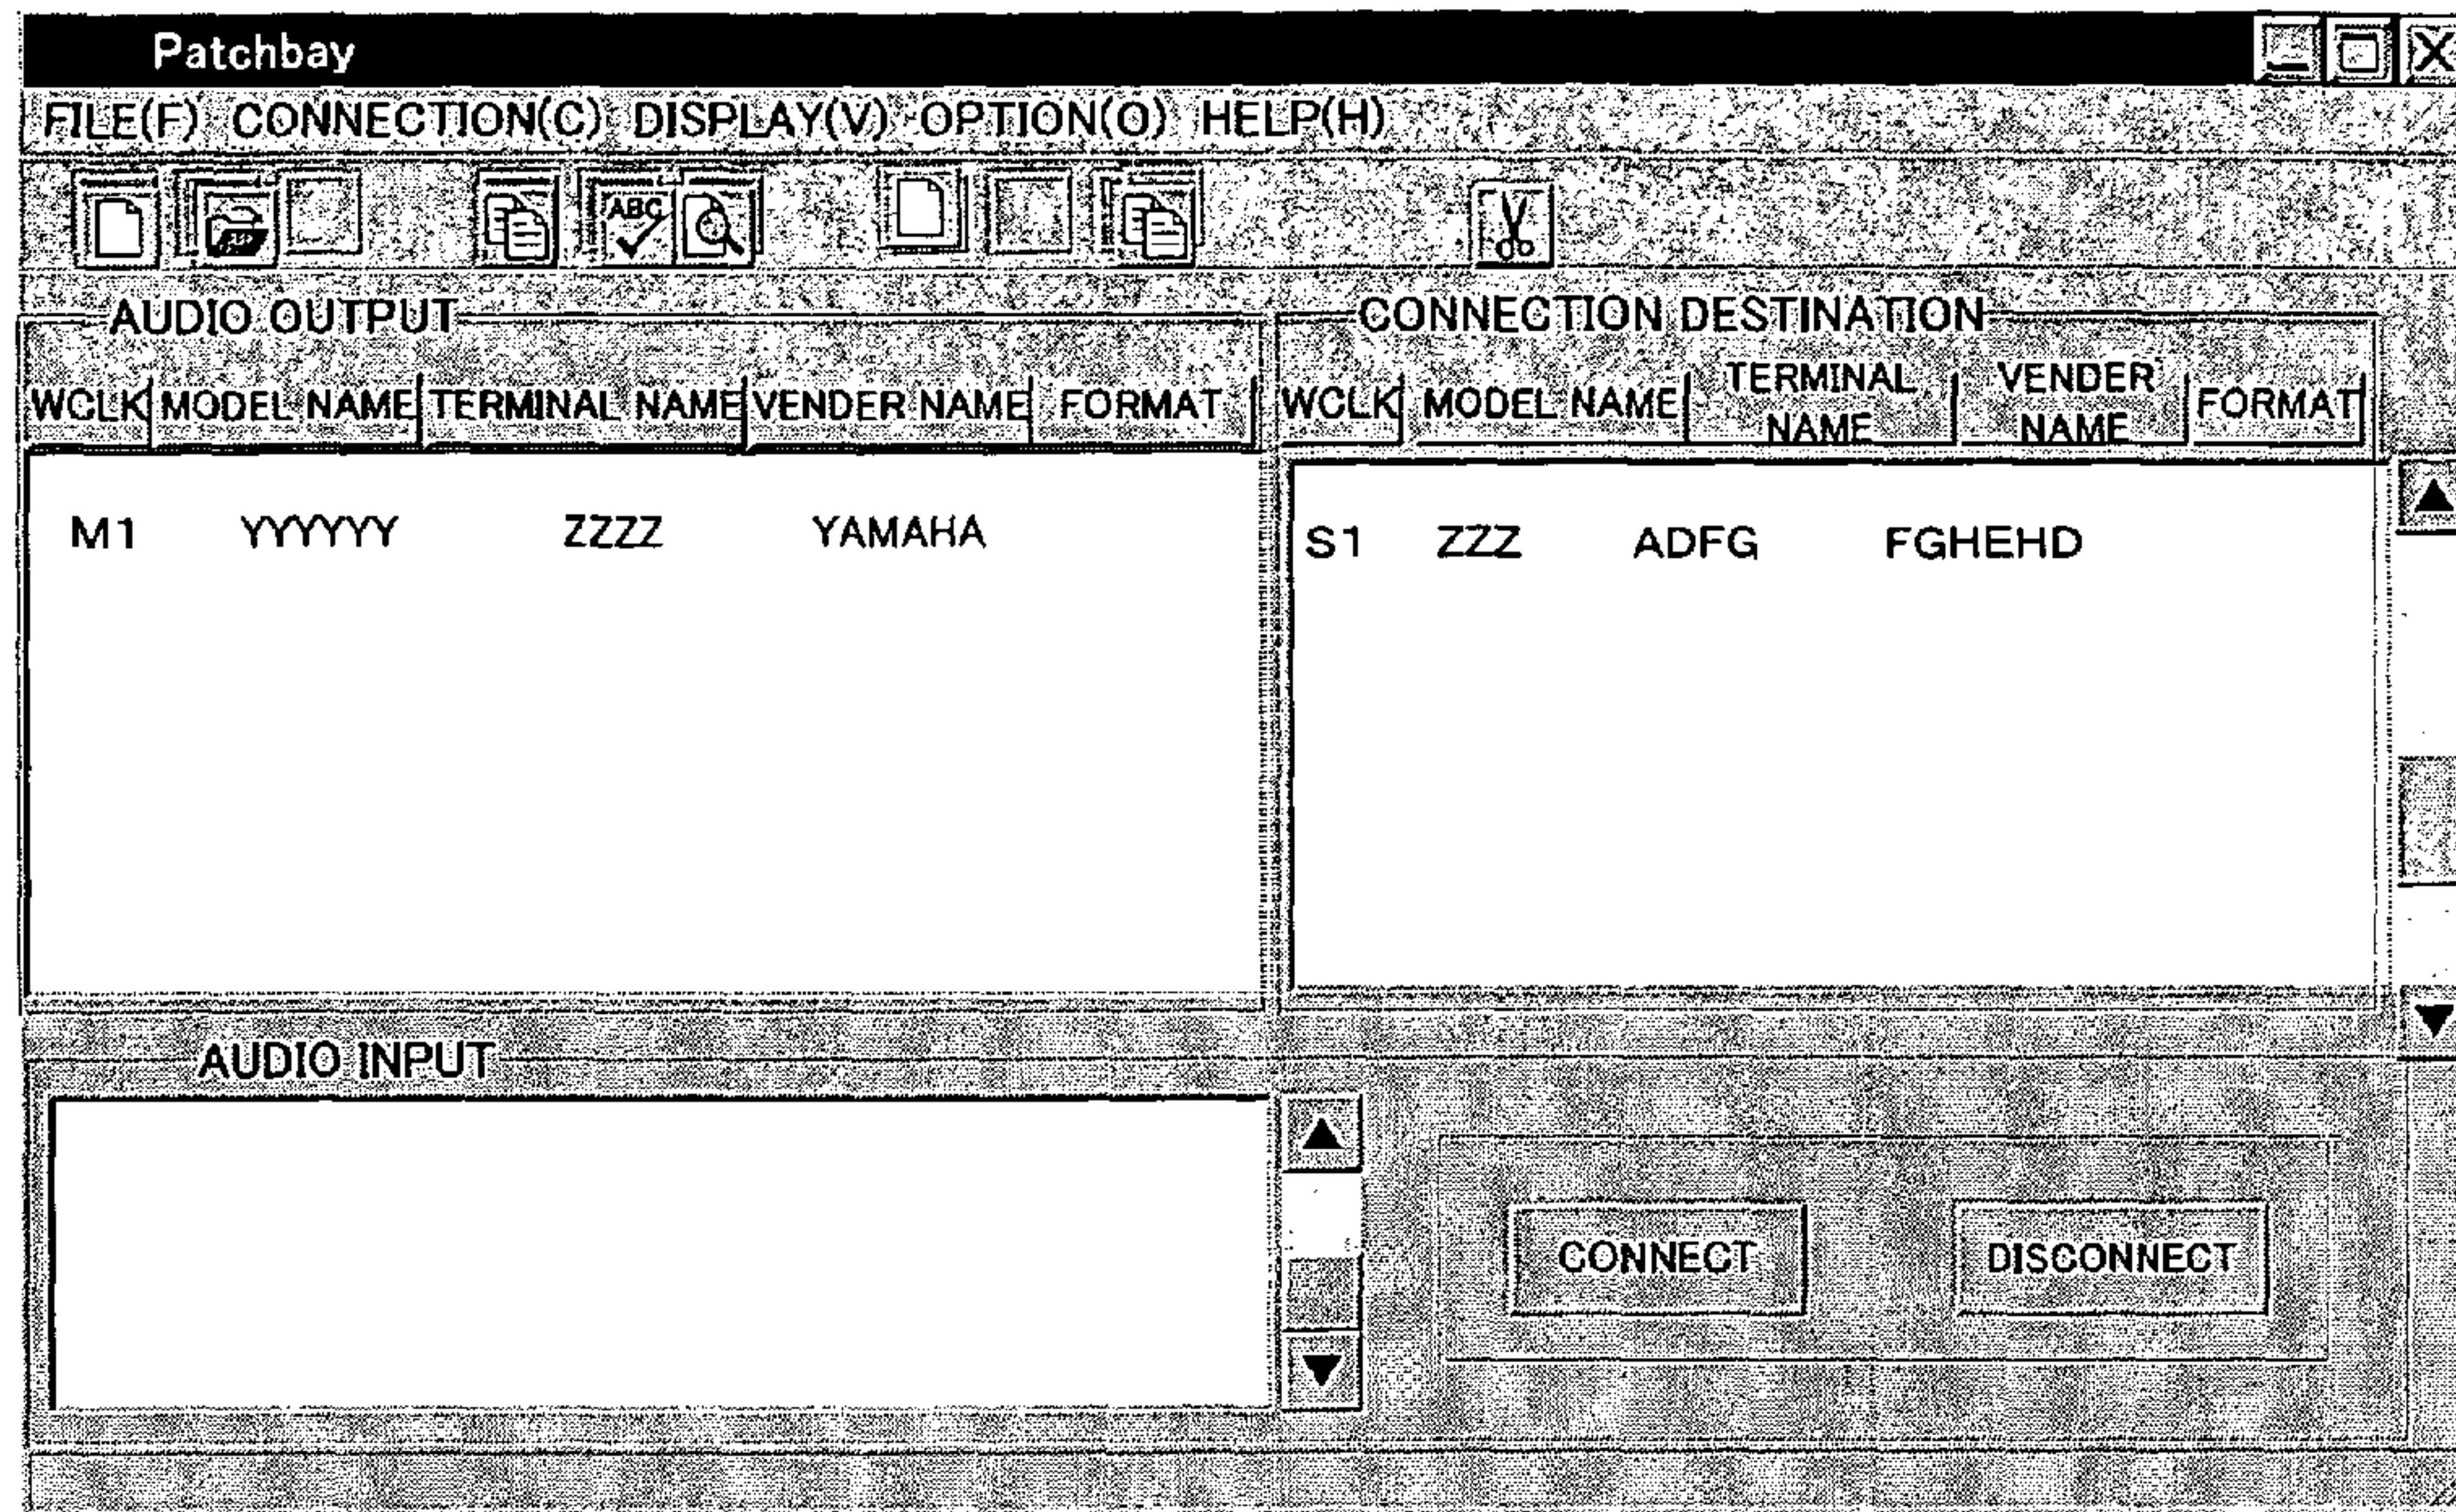 Patchbay
FILE(F) CONNECTION(C) DISPLAY(V) OPTION(O) HELP(H)
ABC
AUDIO OUTPUT
WCLK MODEL NAME TERMINAL NAME VENDER NAME FORMAT
M1 YYYYYY ZZZZ YAMAHA
CONNECTION DESTINATION
WCLK MODEL NAME TERMINAL NAME VENDER NAME FORMAT
S1 ZZZ ADFG FGHEHD
AUDIO INPUT
CONNECT DISCONNECT